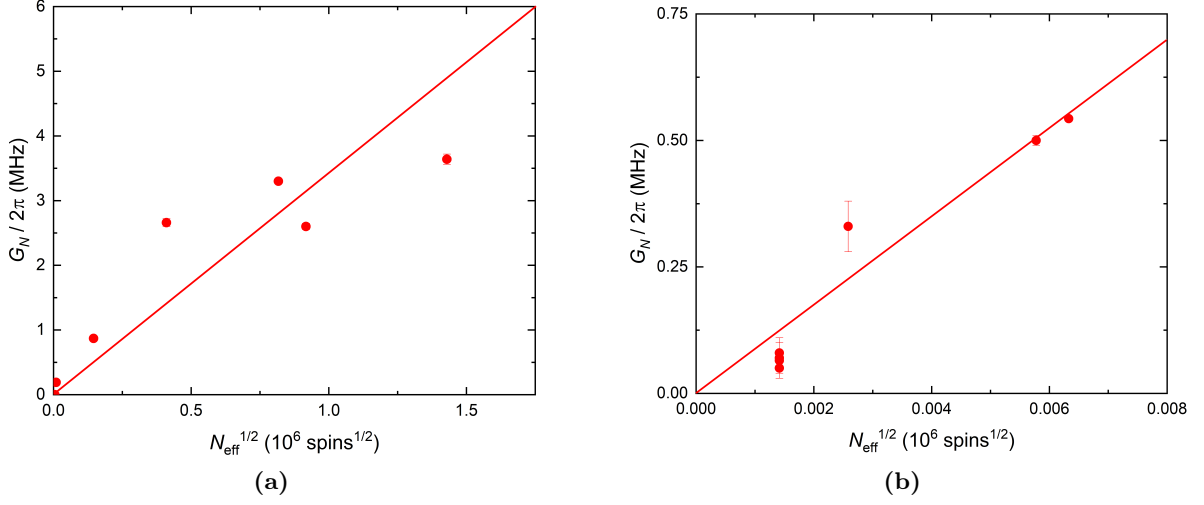 6
5
4
3
2
1
0
0.0 0.5 1.0 1.5
G_N / 2π (MHz)
N_eff^1/2 (10^6 spins^1/2)
(a)
0.75
0.50
0.25
0.00
0.000 0.002 0.004 0.006 0.008
G_N / 2π (MHz)
N_eff^1/2 (10^6 spins^1/2)
(b)